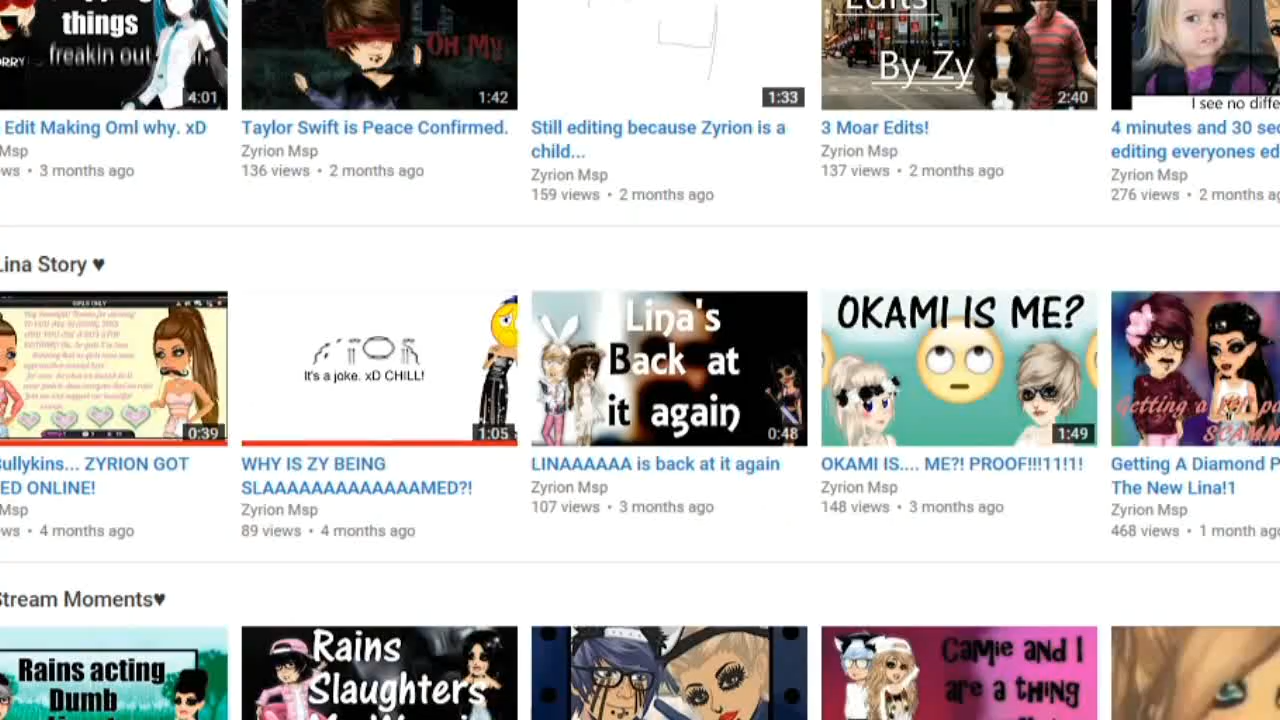 things
freakin out
4:01
OH My
1:42
1:33
Edits
By Zy
2:40
I see no diffe
Edit Making Oml why. xD
Msp
ws • 3 months ago
Taylor Swift is Peace Confirmed.
Zyrion Msp
136 views • 2 months ago
Still editing because Zyrion is a
child...
Zyrion Msp
159 views • 2 months ago
3 Moar Edits!
Zyrion Msp
137 views • 2 months ago
4 minutes and 30 sec
editing everyones ed
Zyrion Msp
276 views • 2 months ag
Lina Story ♥
GIRLS ONLY
0:39
It's a joke. xD CHILL!
1:05
Lina's
Back at
it again
0:48
OKAMI IS ME?
1:49
Getting a
SCAMM
Bullykins... ZYRION GOT
ED ONLINE!
Msp
ws • 4 months ago
WHY IS ZY BEING
SLAAAAAAAAAAAAAMED?!
Zyrion Msp
89 views • 4 months ago
LINAAAAAA is back at it again
Zyrion Msp
107 views • 3 months ago
OKAMI IS.... ME?! PROOF!!!11!1!
Zyrion Msp
148 views • 3 months ago
Getting A Diamond P
The New Lina!1
Zyrion Msp
468 views • 1 month ago
Stream Moments♥
Rains acting
Dumb
Rains
Slaughters
Camie and I
are a thing